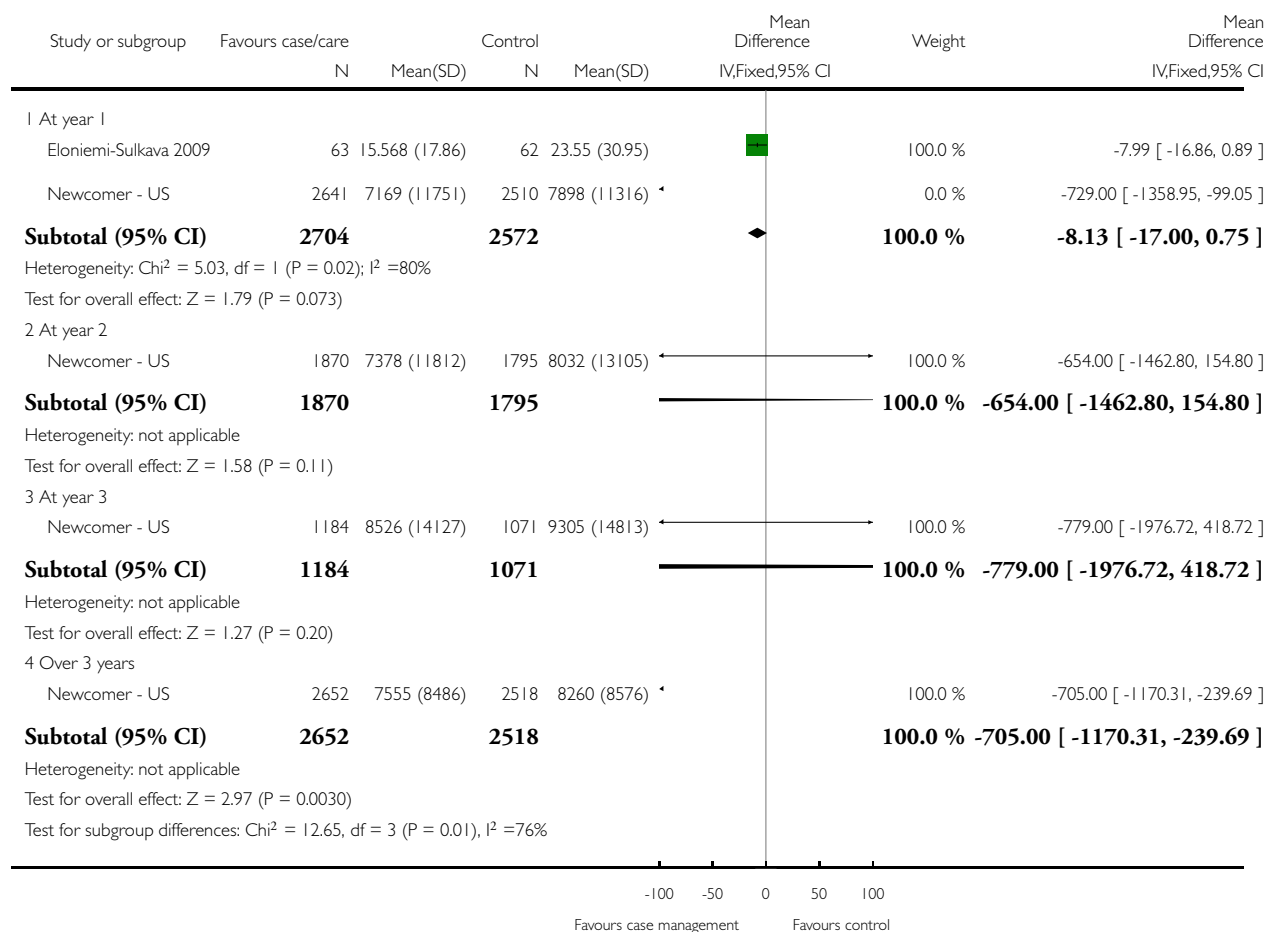 Study or subgroup Favours case/care Control Mean Difference Weight Mean Difference
N Mean(SD) N Mean(SD) IV,Fixed,95% CI IV,Fixed,95% CI
1 At year 1
Eloniemi-Sulkava 2009 63 15.568 (17.86) 62 23.55 (30.95) 100.0 % -7.99 [ -16.86, 0.89 ]
Newcomer - US 2641 7169 (11751) 2510 7898 (11316) 0.0 % -729.00 [ -1358.95, -99.05 ]
Subtotal (95% CI) 2704 2572 100.0 % -8.13 [ -17.00, 0.75 ]
Heterogeneity: Chi² = 5.03, df = 1 (P = 0.02); I² =80%
Test for overall effect: Z = 1.79 (P = 0.073)
2 At year 2
Newcomer - US 1870 7378 (11812) 1795 8032 (13105) 100.0 % -654.00 [ -1462.80, 154.80 ]
Subtotal (95% CI) 1870 1795 100.0 % -654.00 [ -1462.80, 154.80 ]
Heterogeneity: not applicable
Test for overall effect: Z = 1.58 (P = 0.11)
3 At year 3
Newcomer - US 1184 8526 (14127) 1071 9305 (14813) 100.0 % -779.00 [ -1976.72, 418.72 ]
Subtotal (95% CI) 1184 1071 100.0 % -779.00 [ -1976.72, 418.72 ]
Heterogeneity: not applicable
Test for overall effect: Z = 1.27 (P = 0.20)
4 Over 3 years
Newcomer - US 2652 7555 (8486) 2518 8260 (8576) 100.0 % -705.00 [ -1170.31, -239.69 ]
Subtotal (95% CI) 2652 2518 100.0 % -705.00 [ -1170.31, -239.69 ]
Heterogeneity: not applicable
Test for overall effect: Z = 2.97 (P = 0.0030)
Test for subgroup differences: Chi² = 12.65, df = 3 (P = 0.01), I² =76%
-100 -50 0 50 100
Favours case management Favours control